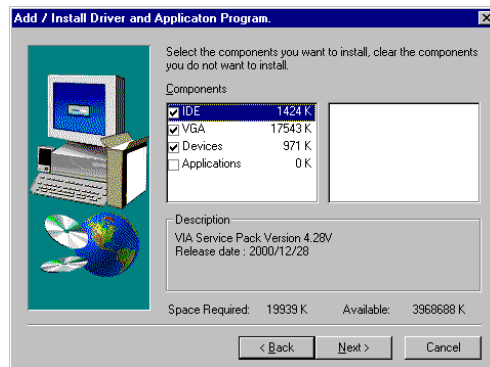 Add / Install Driver and Applicaton Program.
Select the components you want to install, clear the components
you do not want to install.
Components
IDE 1424 K
VGA 17543 K
Devices 971 K
Applications 0 K
Description
VIA Service Pack Version 4.28V
Release date : 2000/12/28
Space Required: 19939 K Available: 3968688 K
< Back Next > Cancel